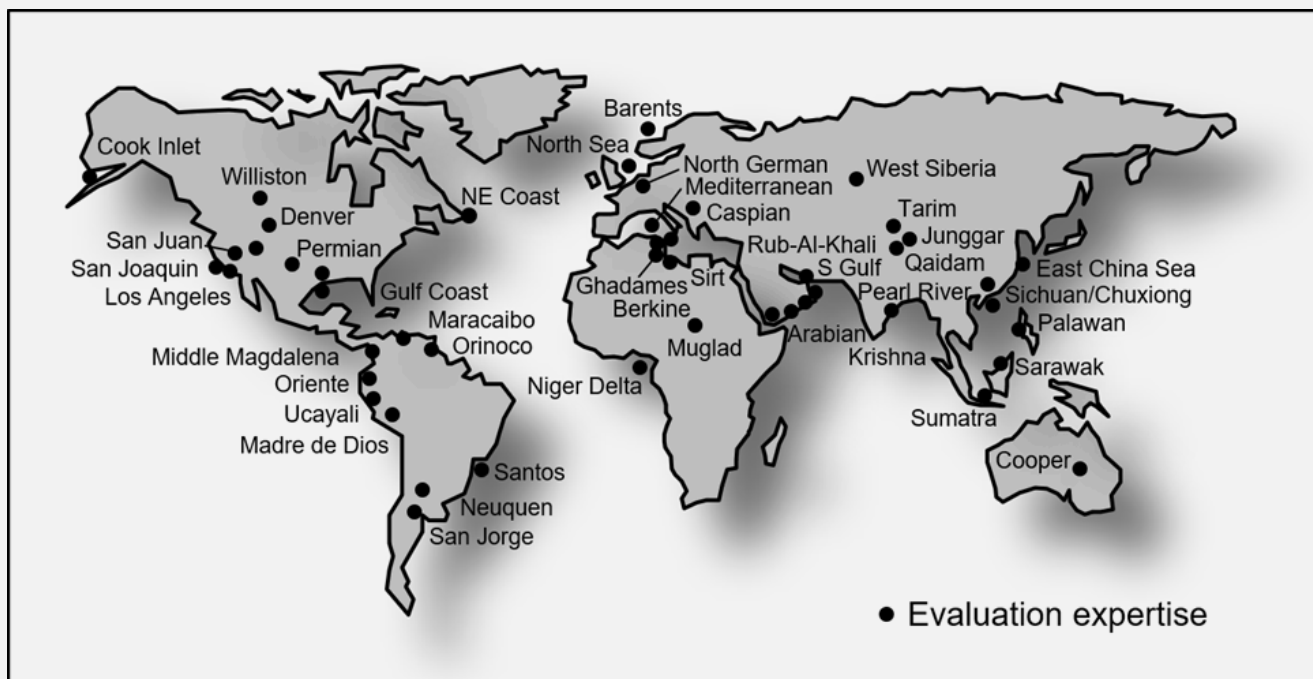 Barents
Cook Inlet
North Sea
North German
West Siberia
Williston
Mediterranean
NE Coast
Caspian
Tarim
Denver
Junggar
San Juan
Permian
Rub-Al-Khali
Qaidam
San Joaquin
S Gulf
East China Sea
Los Angeles
Gulf Coast
Ghadames
Sirt
Pearl River
Sichuan/Chuxiong
Berkine
Maracaibo
Arabian
Palawan
Middle Magdalena
Orinoco
Muglad
Krishna
Oriente
Niger Delta
Sarawak
Ucayali
Sumatra
Madre de Dios
Cooper
Santos
Neuquen
San Jorge
Evaluation expertise